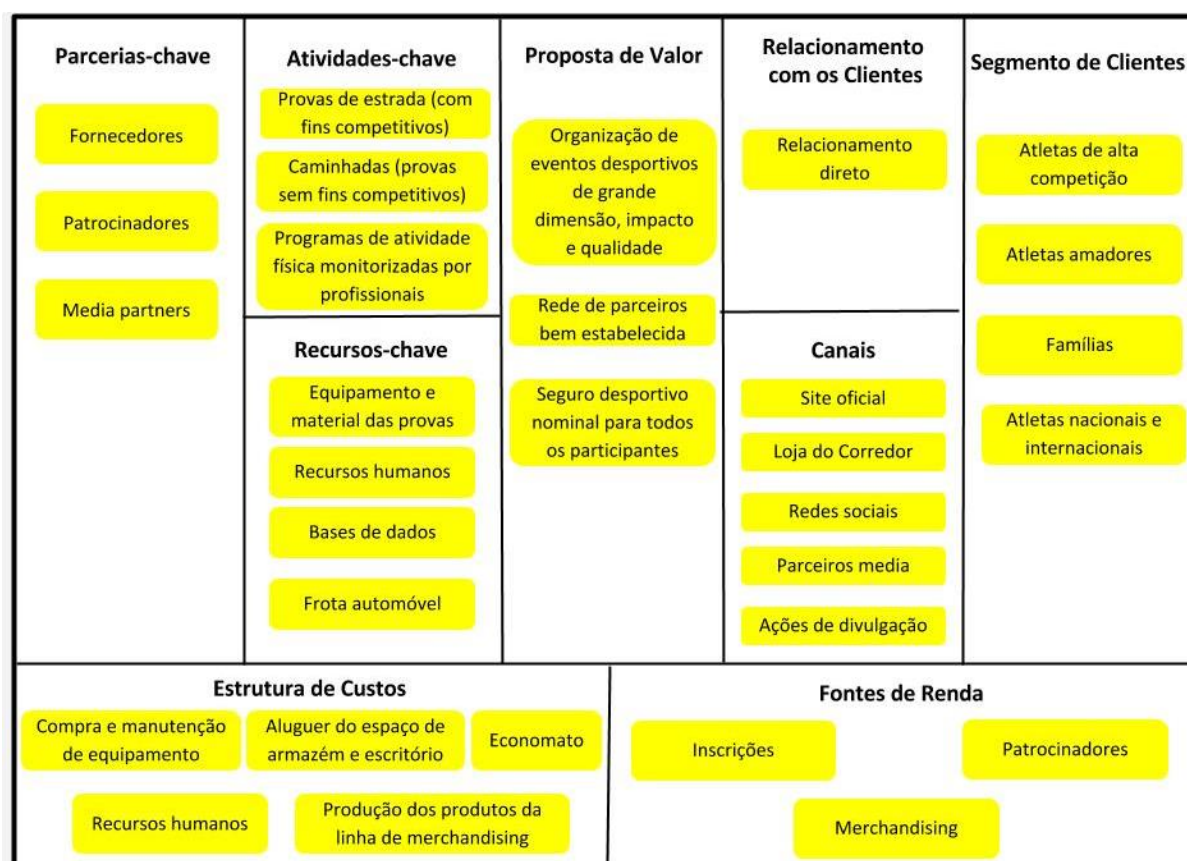 Parcerias-chave
Fornecedores
Patrocinadores
Media partners
Atividades-chave
Provas de estrada (com
fins competitivos)
Caminhadas (provas
sem fins competitivos)
Programas de atividade
física monitorizadas por
profissionais
Recursos-chave
Equipamento e
material das provas
Recursos humanos
Bases de dados
Frota automóvel
Proposta de Valor
Organização de
eventos desportivos
de grande
dimensão, impacto
e qualidade
Rede de parceiros
bem estabelecida
Seguro desportivo
nominal para todos
os participantes
Relacionamento
com os Clientes
Relacionamento
direto
Canais
Site oficial
Loja do Corredor
Redes sociais
Parceiros media
Ações de divulgação
Segmento de Clientes
Atletas de alta
competição
Atletas amadores
Famílias
Atletas nacionais e
internacionais
Estrutura de Custos
Compra e manutenção
de equipamento
Aluguer do espaço de
armazém e escritório
Economato
Recursos humanos
Produção dos produtos da
linha de merchandising
Fontes de Renda
Inscrições
Patrocinadores
Merchandising